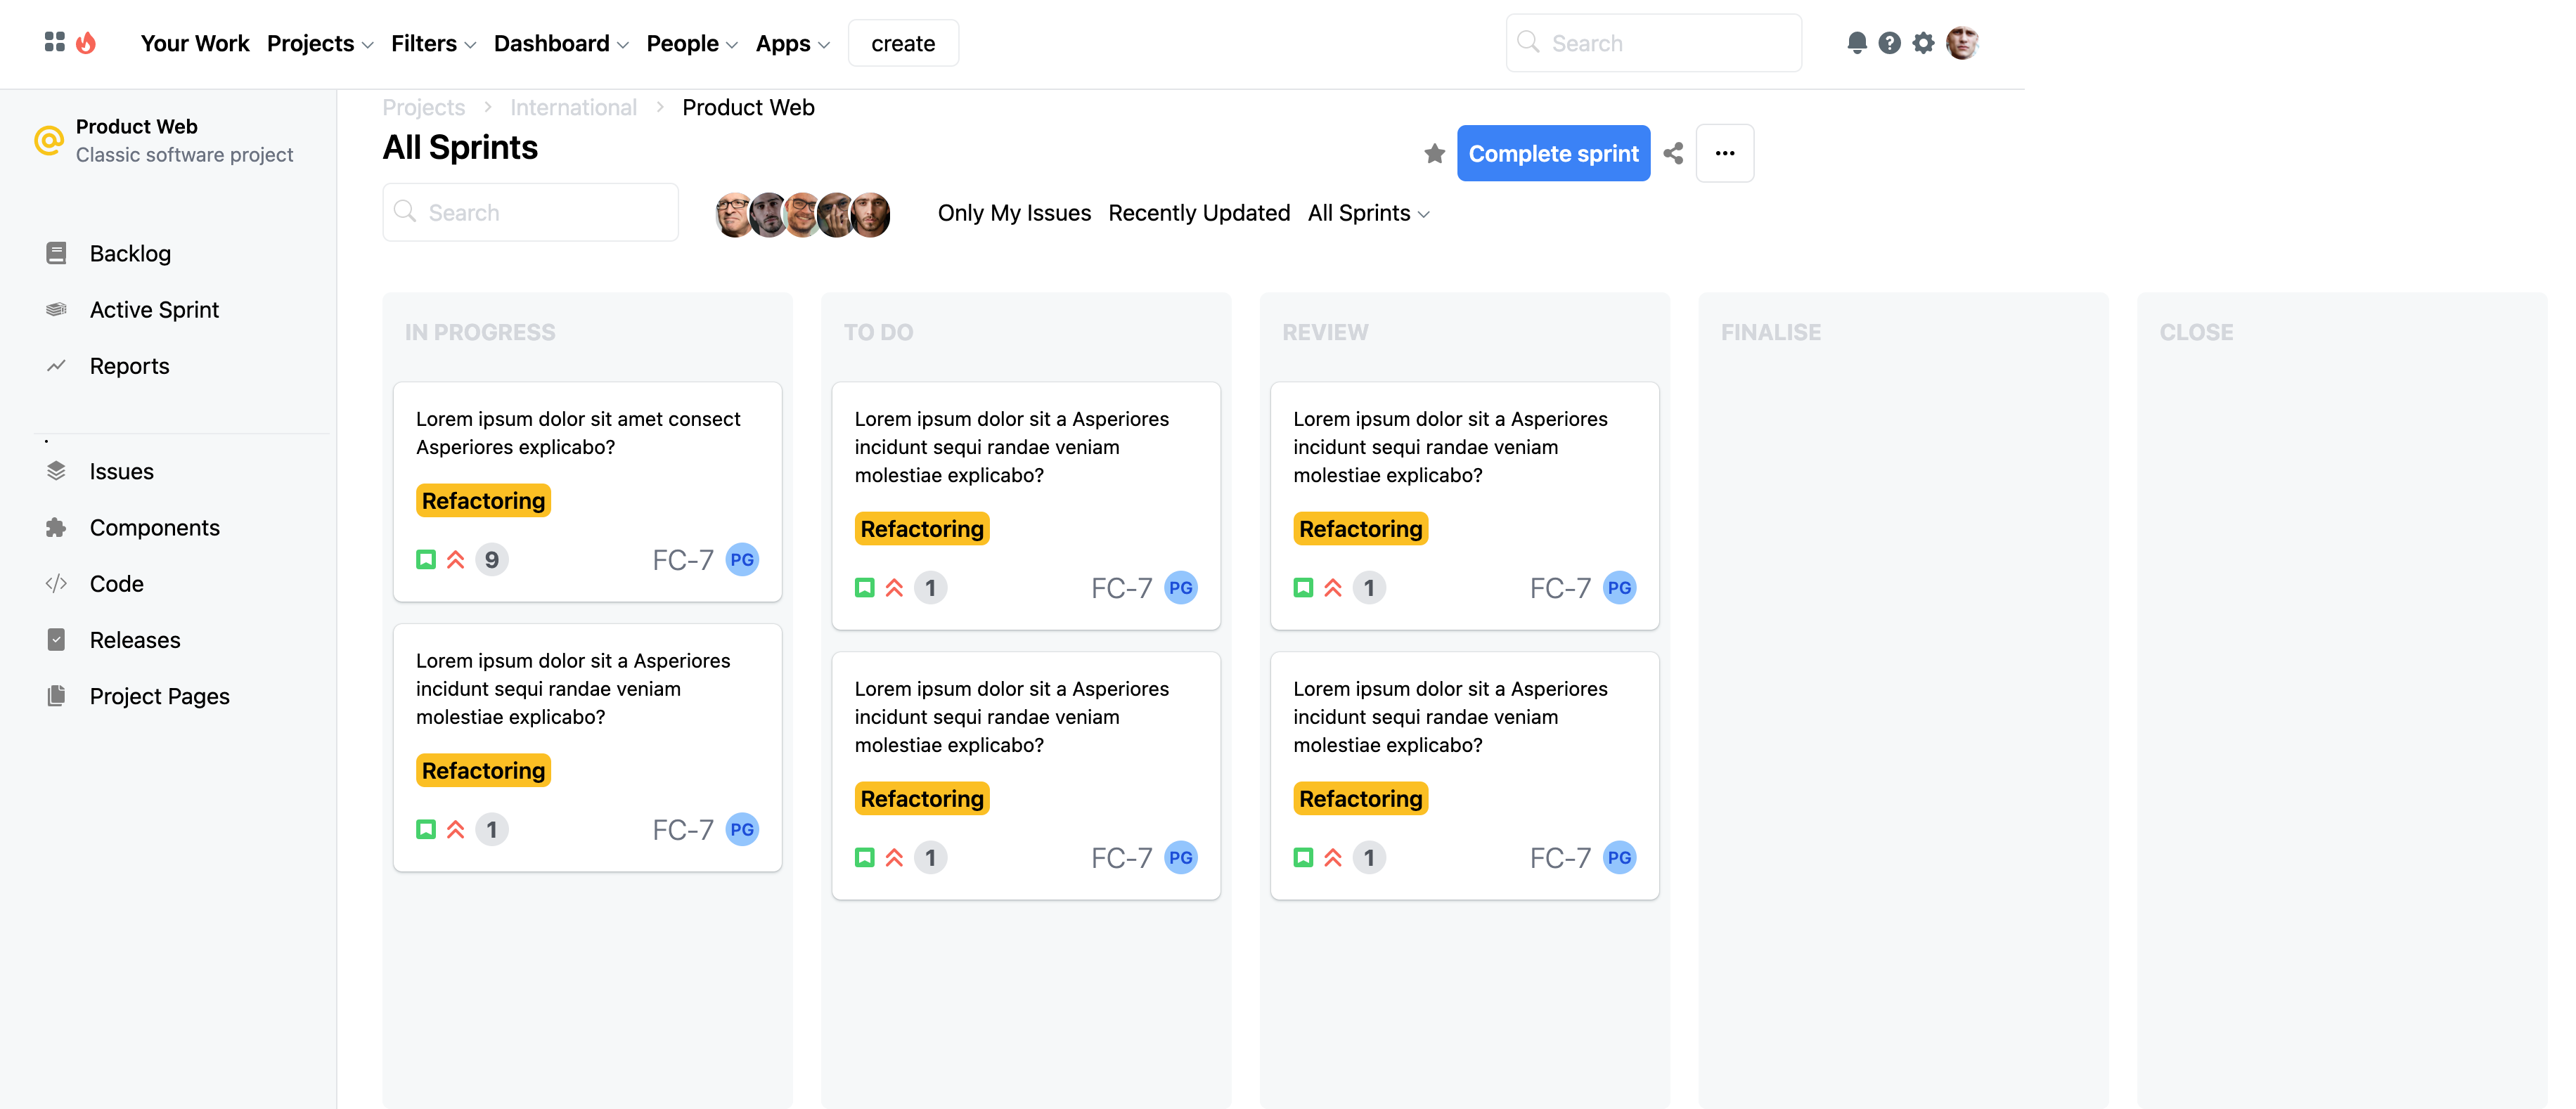 Your Work Projects Filters Dashboard People Apps create Search
Product Web
Classic software project
Backlog
Active Sprint
Reports
.
Issues
Components
Code
Releases
Project Pages
Projects > International > Product Web
All Sprints
Complete sprint ...
Search
Only My Issues Recently Updated All Sprints
IN PROGRESS
Lorem ipsum dolor sit amet consect
Asperiores explicabo?
Refactoring
9 FC-7 PG
Lorem ipsum dolor sit a Asperiores
incidunt sequi randae veniam
molestiae explicabo?
Refactoring
1 FC-7 PG
TO DO
Lorem ipsum dolor sit a Asperiores
incidunt sequi randae veniam
molestiae explicabo?
Refactoring
1 FC-7 PG
Lorem ipsum dolor sit a Asperiores
incidunt sequi randae veniam
molestiae explicabo?
Refactoring
1 FC-7 PG
REVIEW
Lorem ipsum dolor sit a Asperiores
incidunt sequi randae veniam
molestiae explicabo?
Refactoring
1 FC-7 PG
Lorem ipsum dolor sit a Asperiores
incidunt sequi randae veniam
molestiae explicabo?
Refactoring
1 FC-7 PG
FINALISE
CLOSE